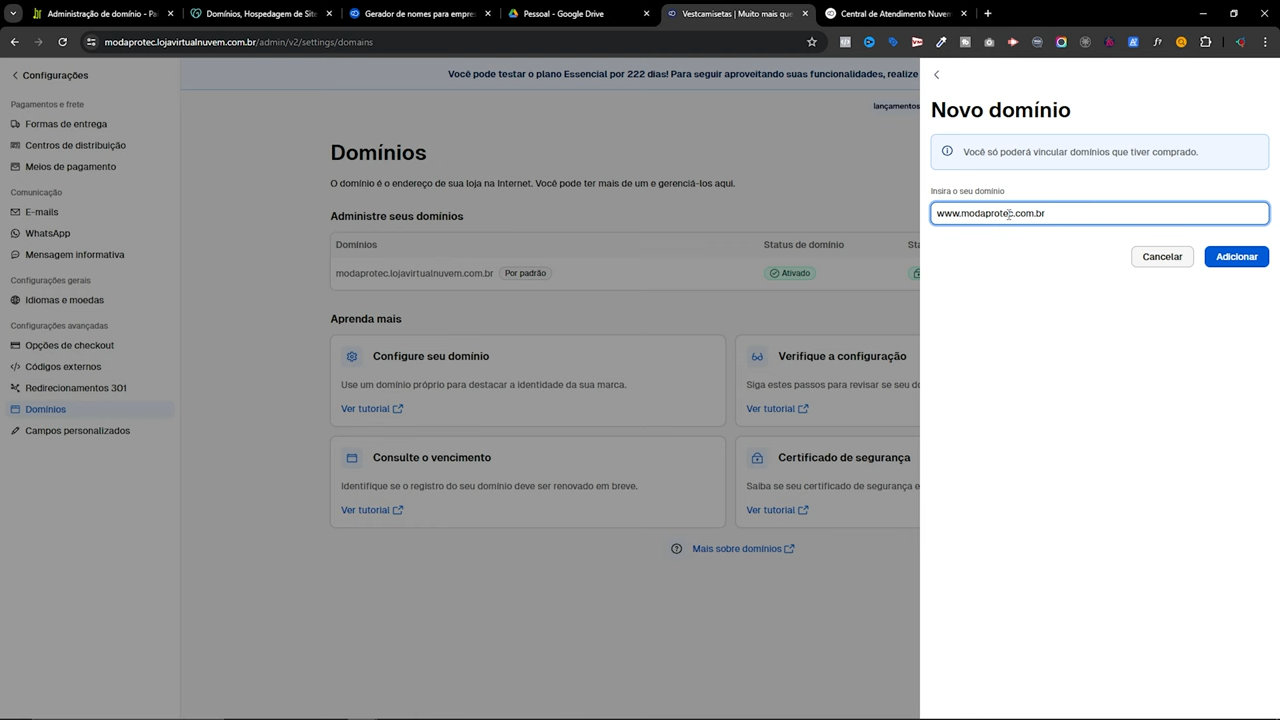 Administração de domínio - Pai
Domínios, Hospedagem de Site
Gerador de nomes para empres
Pessoal - Google Drive
Vestcamisetas | Muito mais que
Central de Atendimento Nuvem
modaprotec.lojavirtualnuvem.com.br/admin/v2/settings/domains
Configurações
Pagamentos e frete
Formas de entrega
Centros de distribuição
Meios de pagamento
Comunicação
E-mails
WhatsApp
Mensagem informativa
Configurações gerais
Idiomas e moedas
Configurações avançadas
Opções de checkout
Códigos externos
Redirecionamentos 301
Domínios
Campos personalizados
Você pode testar o plano Essencial por 222 dias! Para seguir aproveitando suas funcionalidades, realize
lançamentos
Domínios
O domínio é o endereço de sua loja na Internet. Você pode ter mais de um e gerenciá-los aqui.
Administre seus domínios
Domínios Status de domínio Sta
modaprotec.lojavirtualnuvem.com.br Por padrão Ativado
Aprenda mais
Configure seu domínio
Use um domínio próprio para destacar a identidade da sua marca.
Ver tutorial
Verifique a configuração
Siga estes passos para revisar se seu do
Ver tutorial
Consulte o vencimento
Identifique se o registro do seu domínio deve ser renovado em breve.
Ver tutorial
Certificado de segurança
Saiba se seu certificado de segurança e
Ver tutorial
Mais sobre domínios
Novo domínio
Você só poderá vincular domínios que tiver comprado.
Insira o seu domínio
www.modaprotec.com.br
Cancelar
Adicionar